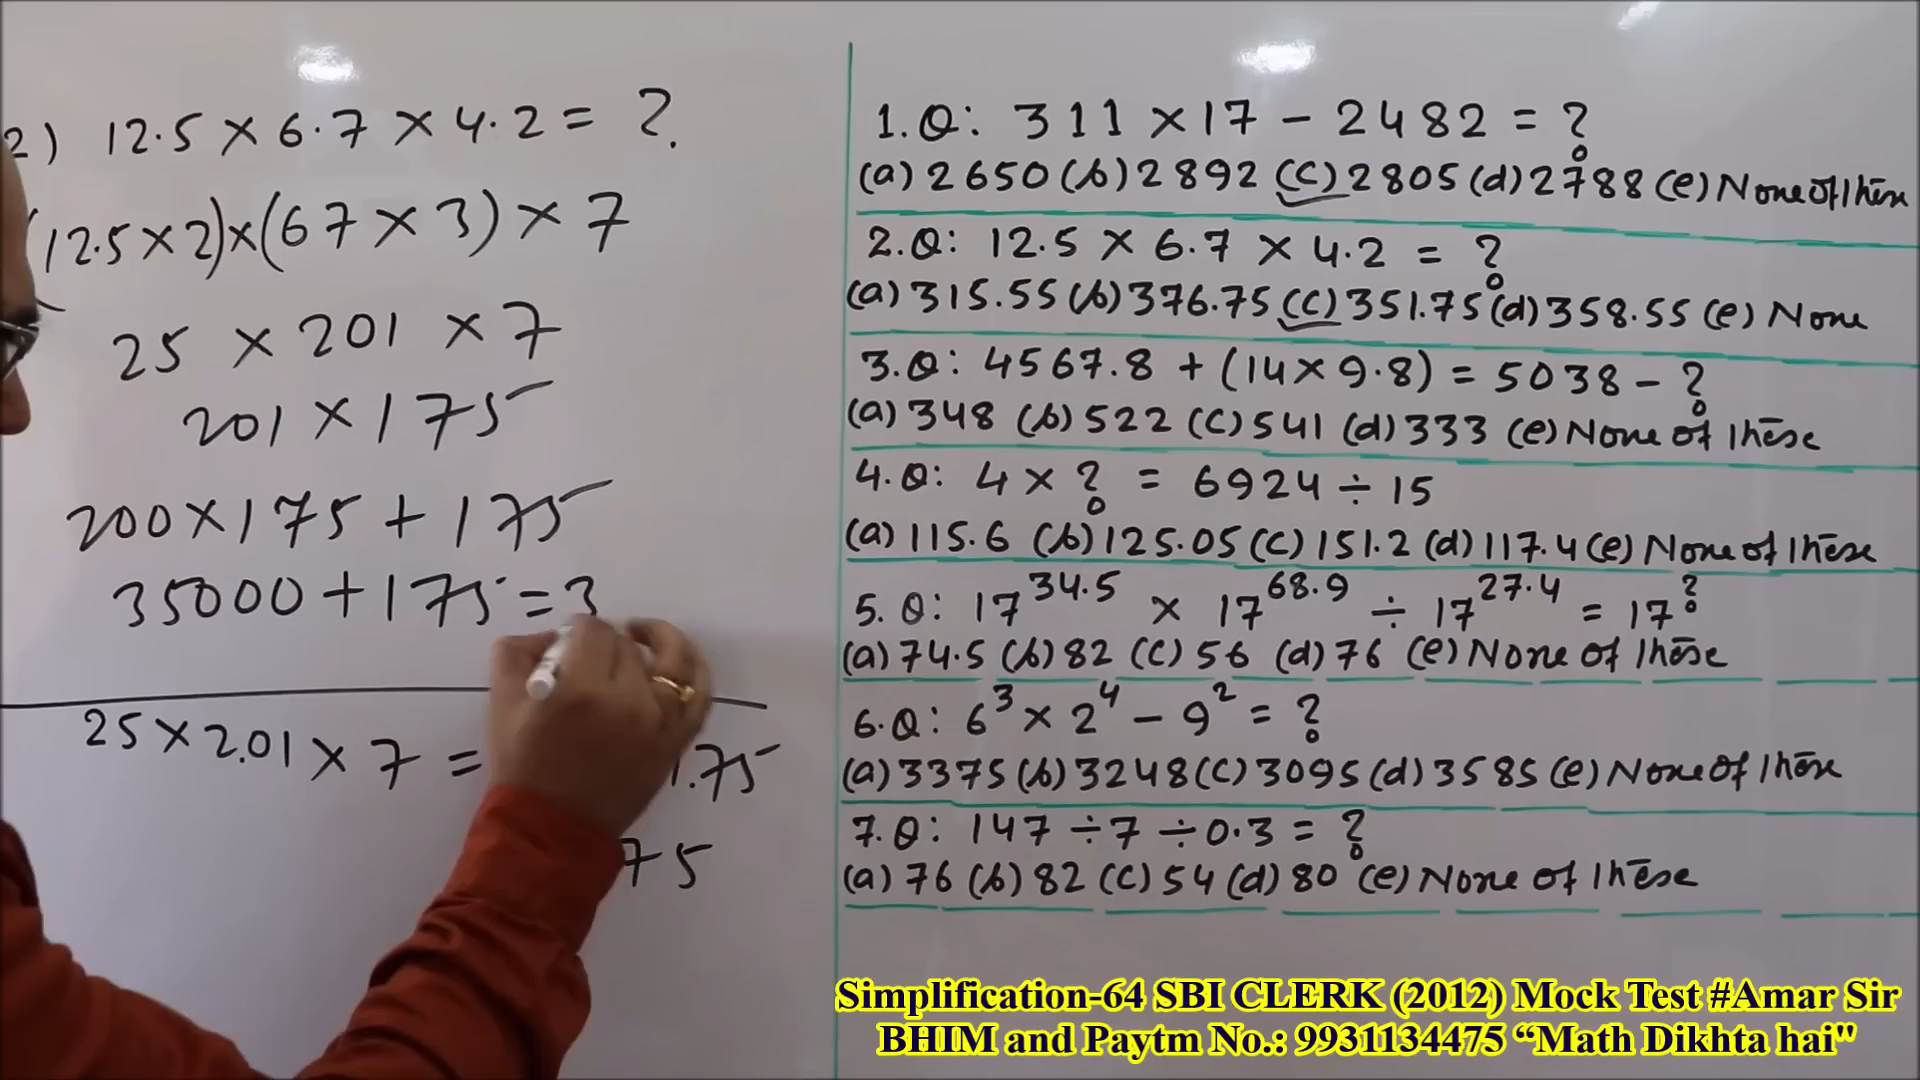 2) 12.5 × 6.7 × 4.2 = ?.
(12.5 × 2) × (67 × 3) × 7
25 × 201 × 7
201 × 175
200 × 175 + 175
35000 + 175 = 3
25 × 2.01 × 7 = 1.75
75
1.Q: 311 × 17 - 2482 = ?
(a) 2650 (b) 2892 (c) 2805 (d) 2788 (e) None of these
2.Q: 12.5 × 6.7 × 4.2 = ?
(a) 315.55 (b) 376.75 (c) 351.75 (d) 358.55 (e) None
3.Q: 4567.8 + (14 × 9.8) = 5038 - ?
(a) 348 (b) 522 (c) 541 (d) 333 (e) None of these
4.Q: 4 × ? = 6924 ÷ 15
(a) 115.6 (b) 125.05 (c) 151.2 (d) 117.4 (e) None of these
5.Q: 17^34.5 × 17^68.9 ÷ 17^27.4 = 17^?
(a) 74.5 (b) 82 (c) 56 (d) 76 (e) None of these
6.Q: 6³ × 2⁴ - 9² = ?
(a) 3375 (b) 3248 (c) 3095 (d) 3585 (e) None of these
7.Q: 147 ÷ 7 ÷ 0.3 = ?
(a) 76 (b) 82 (c) 54 (d) 80 (e) None of these
Simplification-64 SBI CLERK (2012) Mock Test #Amar Sir
BHIM and Paytm No.: 9931134475 “Math Dikhta hai"